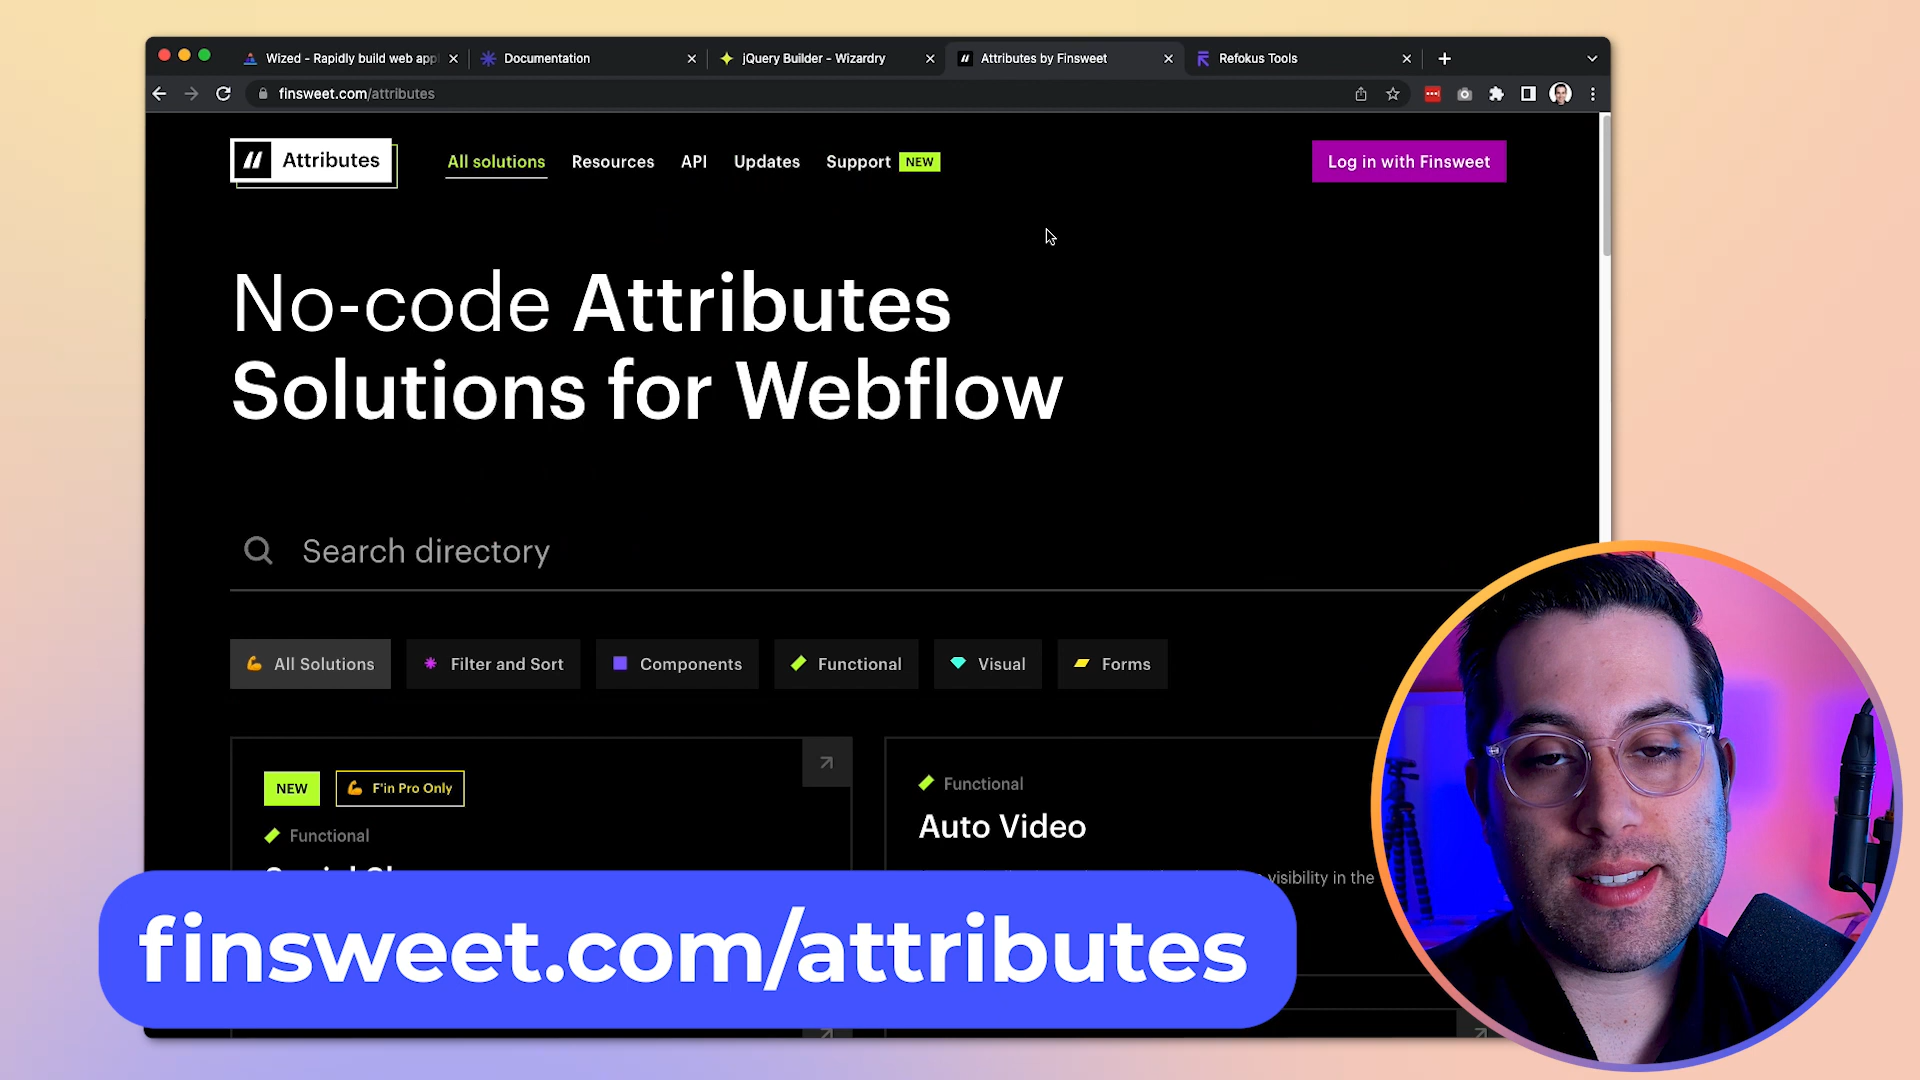 Wized - Rapidly build web appl
Documentation
jQuery Builder - Wizardry
Attributes by Finsweet
Refokus Tools
finsweet.com/attributes
Attributes
All solutions
Resources
API
Updates
Support NEW
Log in with Finsweet
No-code Attributes
Solutions for Webflow
Search directory
All Solutions
Filter and Sort
Components
Functional
Visual
Forms
NEW
F'in Pro Only
Functional
Functional
Auto Video
visibility in the
finsweet.com/attributes